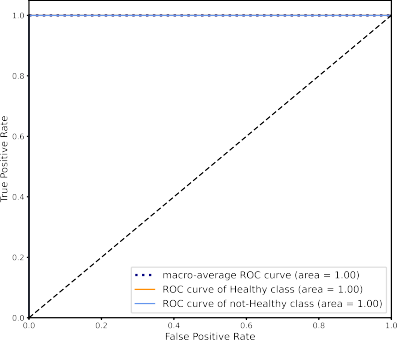 1.0
0.8
0.6
0.4
0.2
0.0
True Positive Rate
macro-average ROC curve (area = 1.00)
ROC curve of Healthy class (area = 1.00)
ROC curve of not-Healthy class (area = 1.00)
0.0 0.2 0.4 0.6 0.8 1.0
False Positive Rate